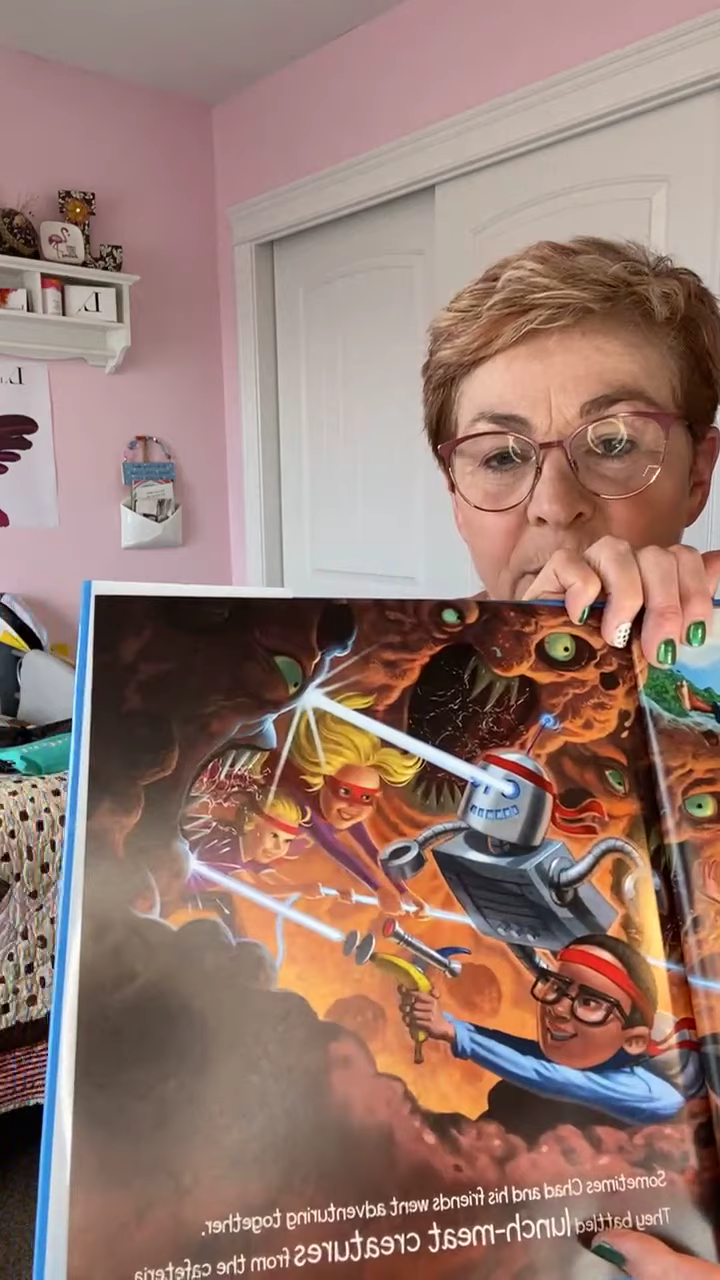 Sometimes Chad and his friends went adventuring together.
They battled lunch-meat creatures from the cafeteria